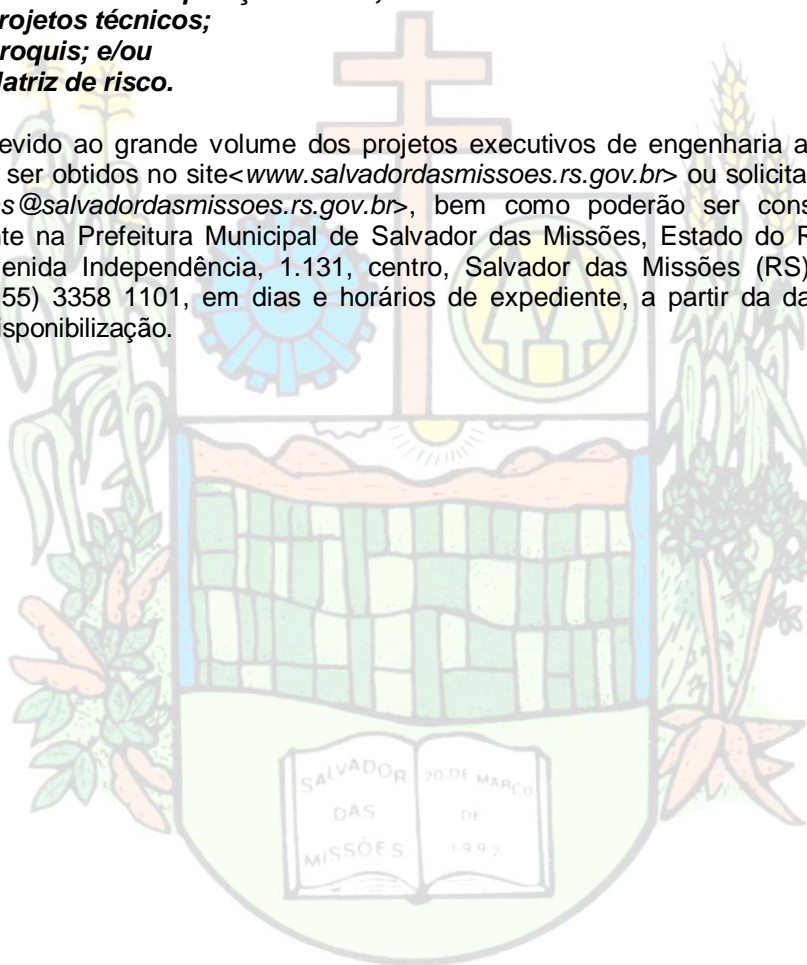 rojetos técnicos;
roquis; e/ou
latriz de risco.
evido ao grande volume dos projetos executivos de engenharia a
ser obtidos no site<www.salvadordasmissoes.rs.gov.br> ou solicita
s@salvadordasmissoes.rs.gov.br>, bem como poderão ser cons
nte na Prefeitura Municipal de Salvador das Missões, Estado do R
enida Independência, 1.131, centro, Salvador das Missões (RS)
55) 3358 1101, em dias e horários de expediente, a partir da da
isponibilização.
SALVADOR 20 DE MARÇO
DAS DE
MISSÕES 1992